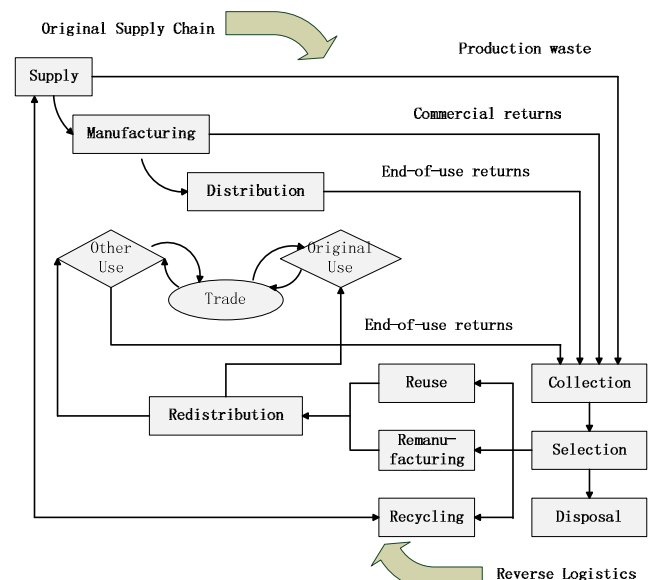 Original Supply Chain
Production waste
Supply
Commercial returns
Manufacturing
End-of-use returns
Distribution
Other
Use
Original
Use
Trade
End-of-use returns
Reuse
Collection
Redistribution
Remanu-
facturing
Selection
Recycling
Disposal
Reverse Logistics